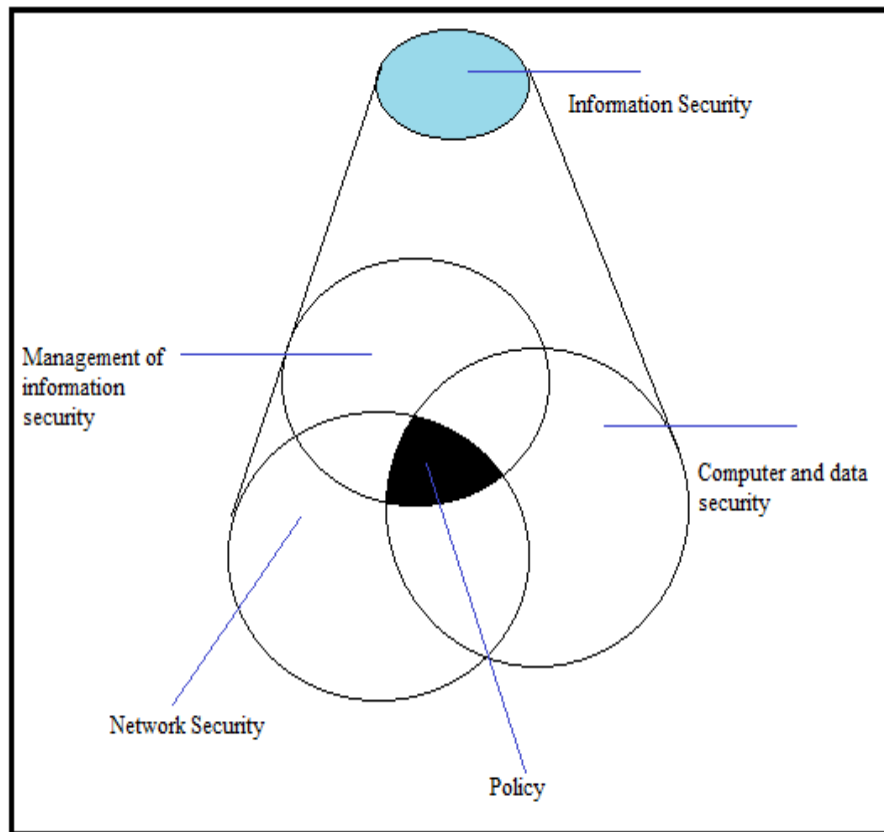 Information Security
Management of
information
security
Computer and data
security
Network Security
Policy